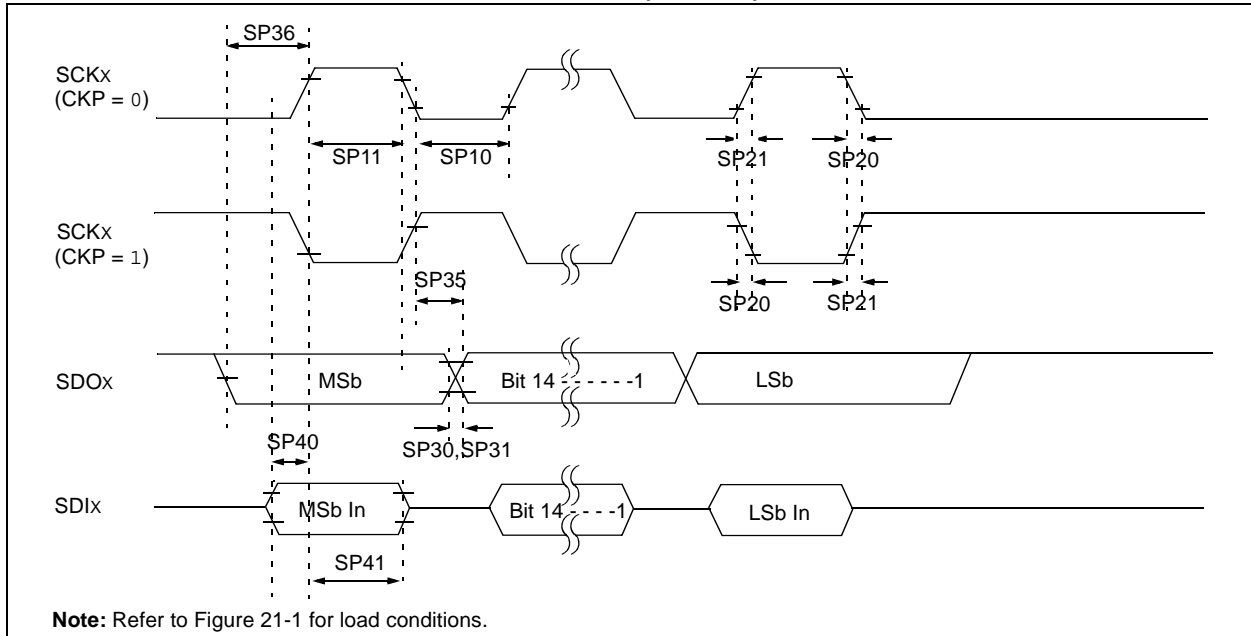 SP36
SCKx
(CKP = 0)
SP11
SP10
SP21
SP20
SCKx
(CKP = 1)
SP35
SP20
SP21
SDOx
MSb
Bit 14 - - - - - -1
LSb
SP40
SP30,SP31
SDIx
MSb In
Bit 14 - - - -1
LSb In
SP41
Note: Refer to Figure 21-1 for load conditions.